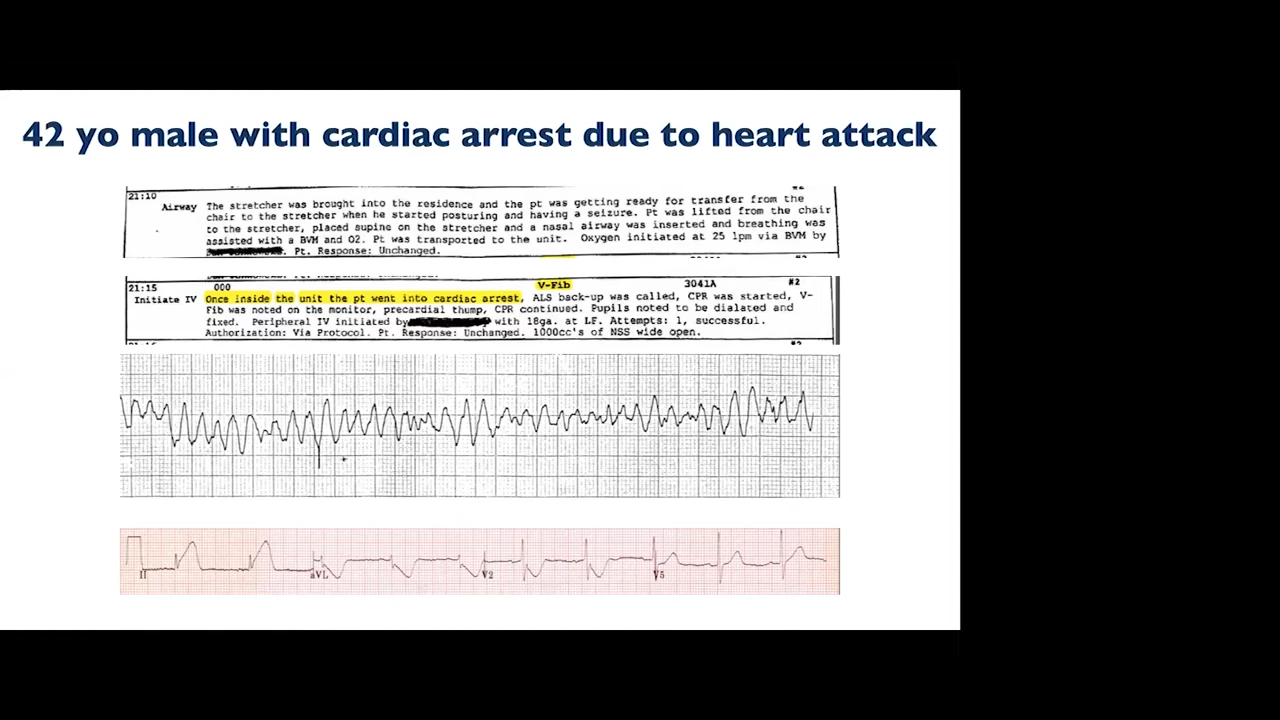 42 yo male with cardiac arrest due to heart attack
#2
21:10
Airway The stretcher was brought into the residence and the pt was getting ready for transfer from the
chair to the stretcher when he started posturing and having a seizure. Pt was lifted from the chair
to the stretcher, placed supine on the stretcher and a nasal airway was inserted and breathing was
assisted with a BVM and O2. Pt was transported to the unit. Oxygen initiated at 25 lpm via BVM by
Pt. Response: Unchanged.
21:15 000 V-Fib 3041A #2
Initiate IV Once inside the unit the pt went into cardiac arrest, ALS back-up was called, CPR was started, V-
Fib was noted on the monitor, precardial thump, CPR continued. Pupils noted to be dialated and
fixed. Peripheral IV initiated by with 18ga. at LF. Attempts: 1, successful.
Authorization: Via Protocol. Pt. Response: Unchanged. 1000cc's of NSS wide open.
II aVL V2 V5